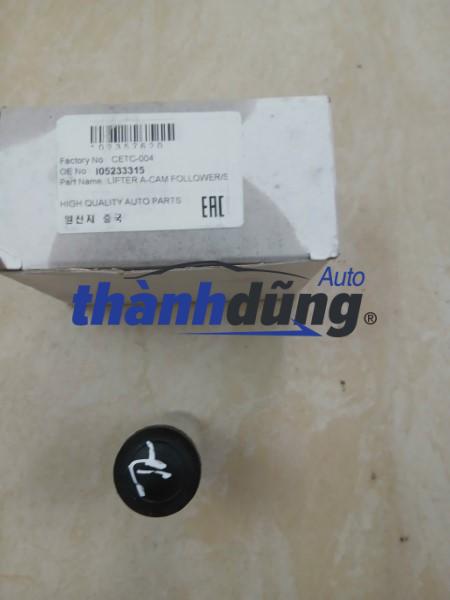 *02357620*
Factory No CETC-004
OE No I05233315
Part Name LIFTER A-CAM FOLLOWER/S
HIGH QUALITY AUTO PARTS
EAC
원산지 중국
Auto
thànhdũng®